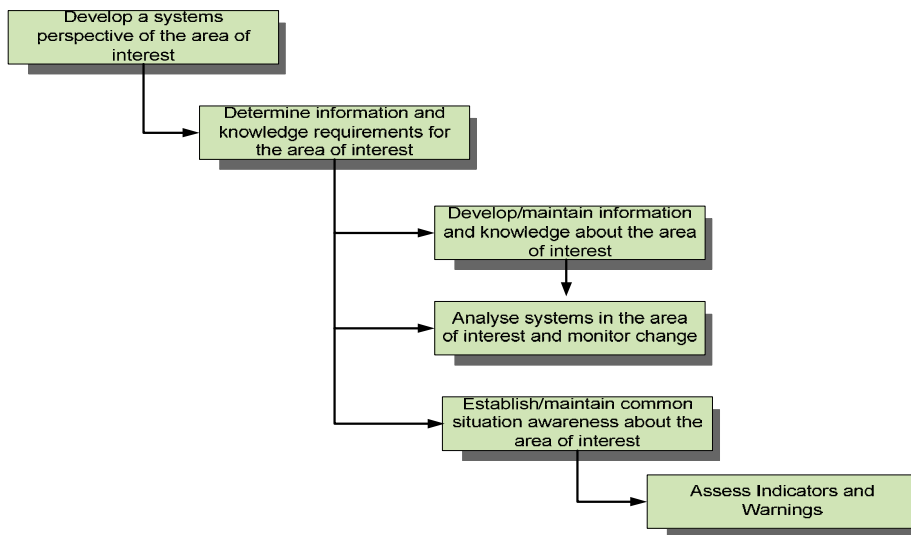 Develop a systems
perspective of the area of
interest
Determine information and
knowledge requirements for
the area of interest
Develop/maintain information
and knowledge about the area
of interest
Analyse systems in the area
of interest and monitor change
Establish/maintain common
situation awareness about the
area of interest
Assess Indicators and
Warnings